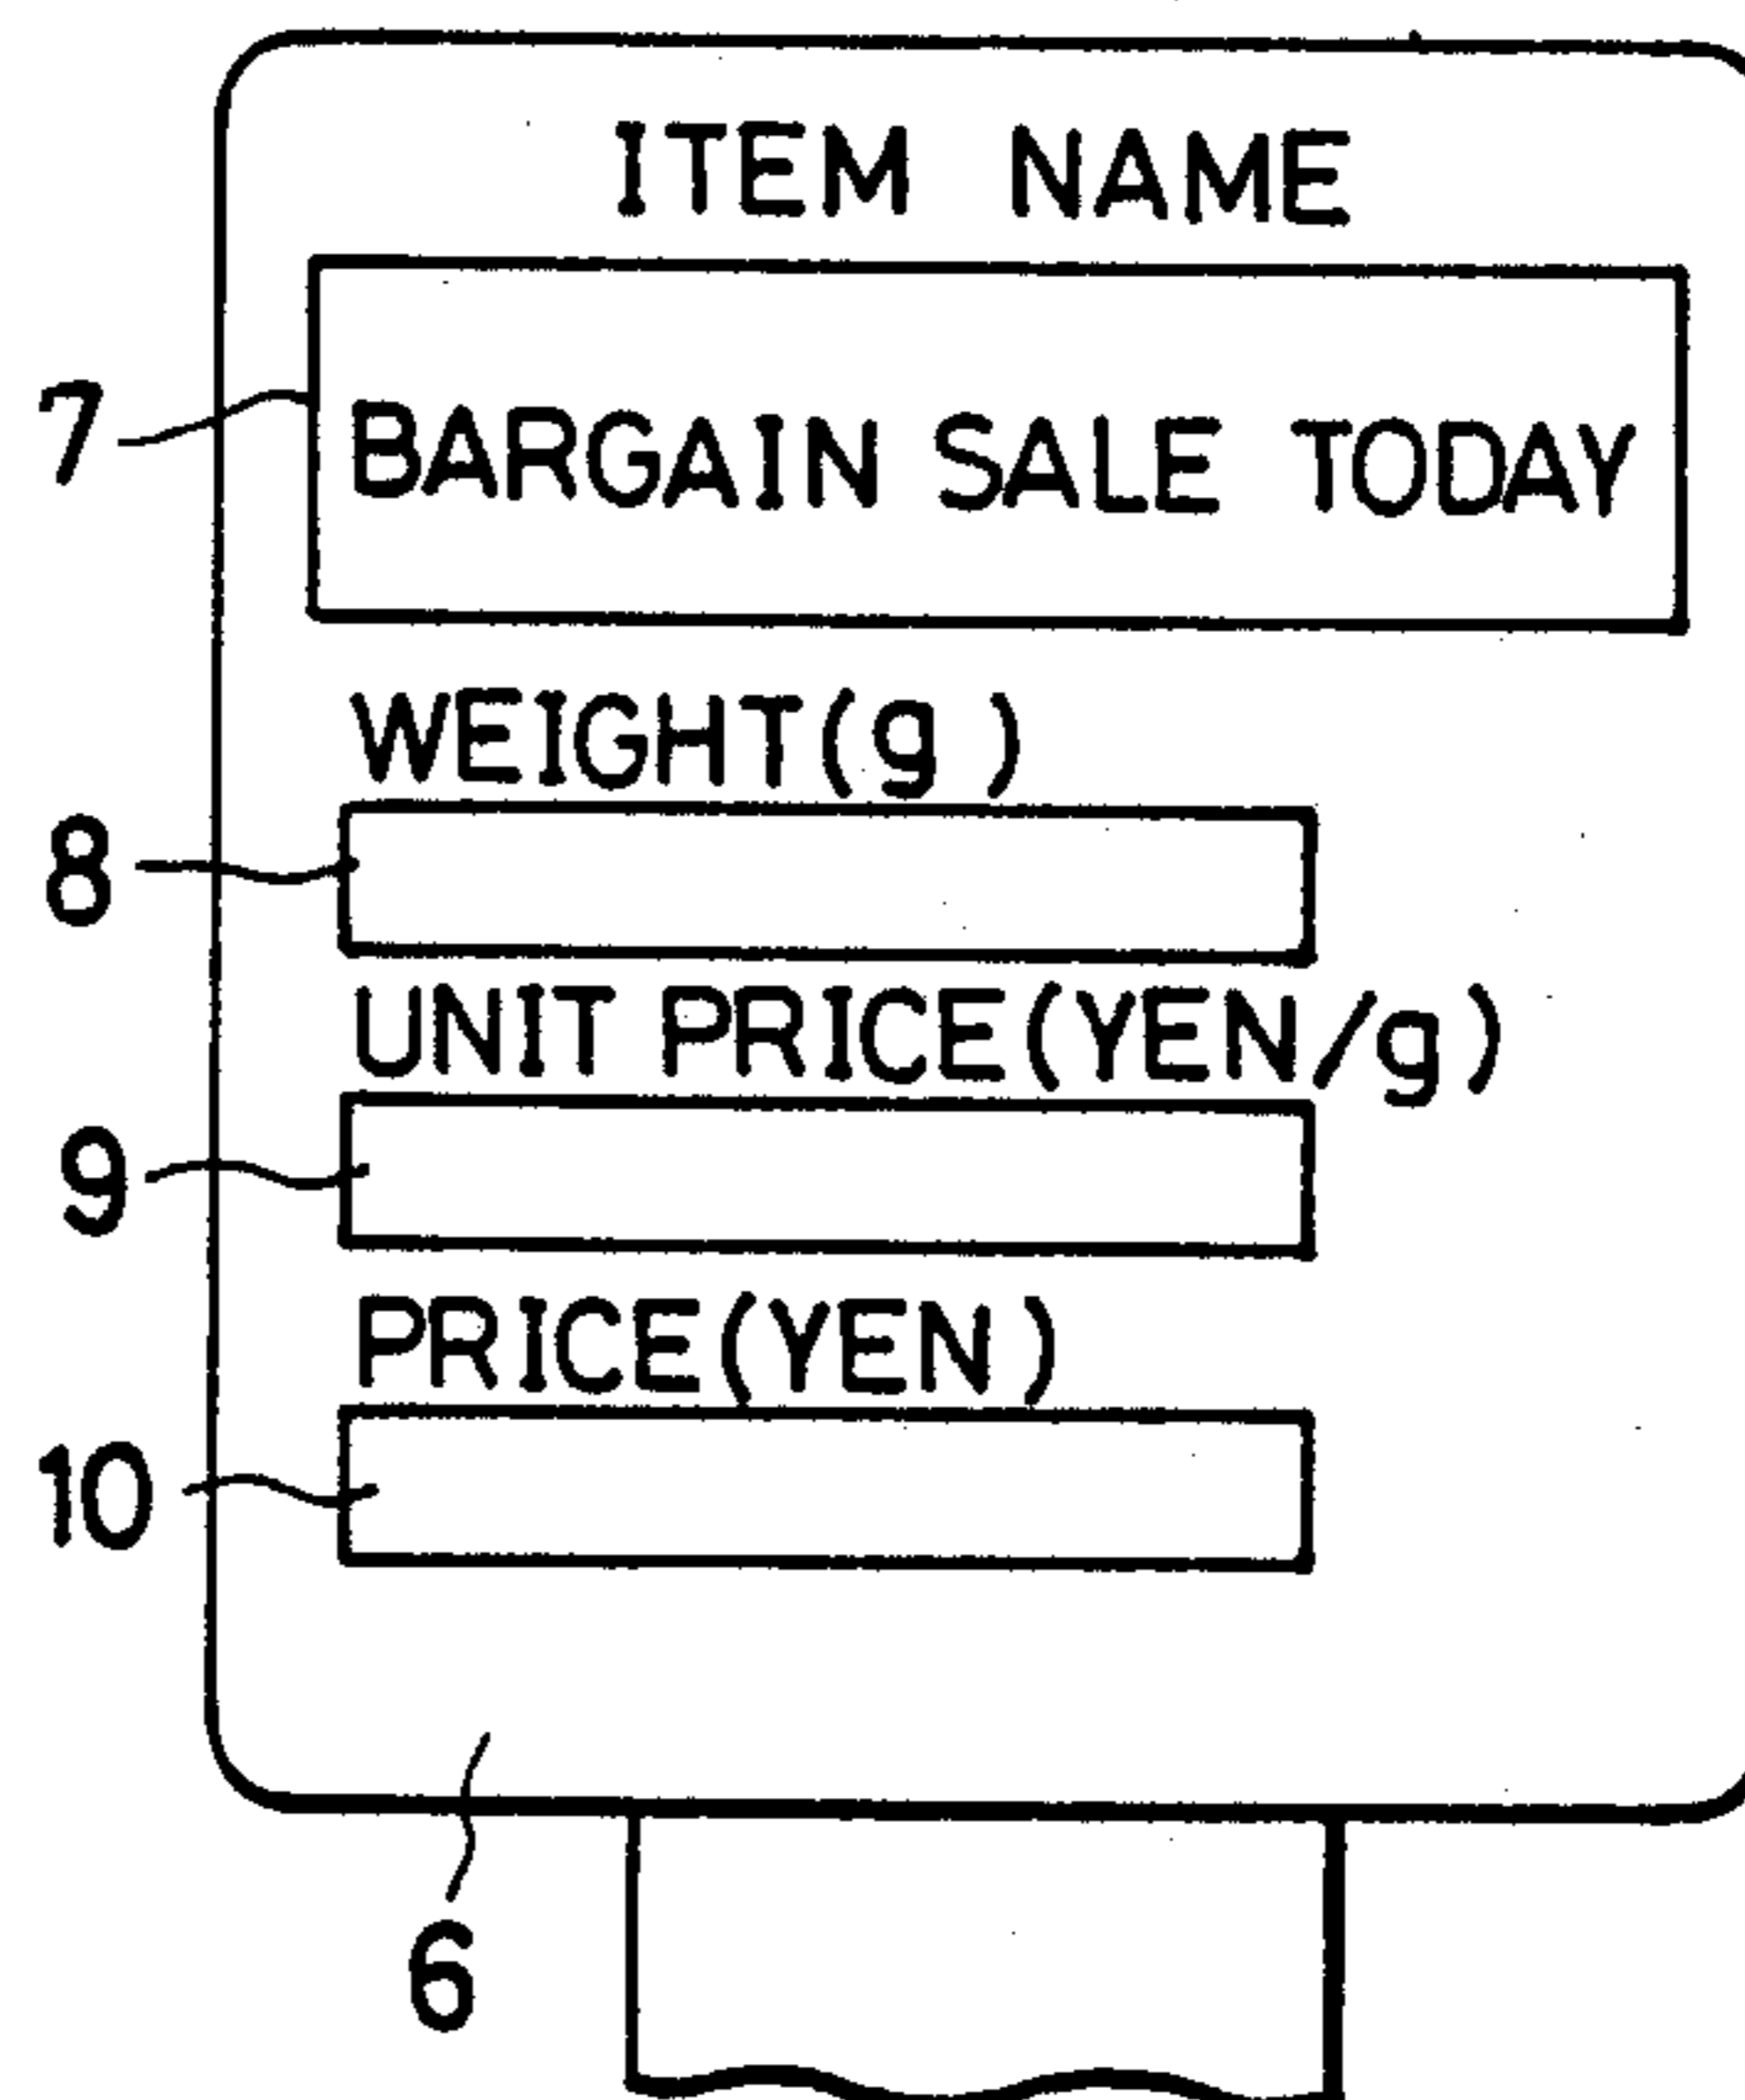 ITEM NAME
7 BARGAIN SALE TODAY
WEIGHT(g )
8
UNIT PRICE(YEN/g )
9
PRICE(YEN )
10
6